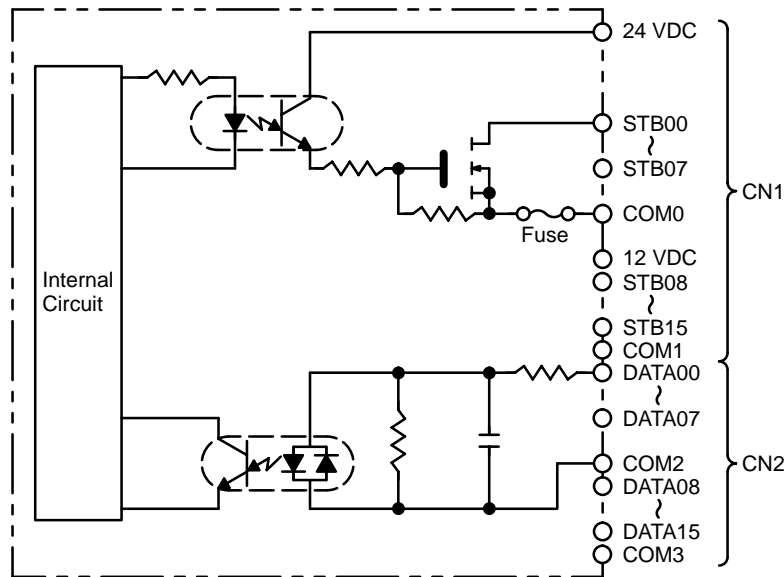 24 VDC
STB00
~
STB07
COM0
Fuse
12 VDC
STB08
~
STB15
COM1
CN1
Internal
Circuit
DATA00
~
DATA07
COM2
DATA08
~
DATA15
COM3
CN2